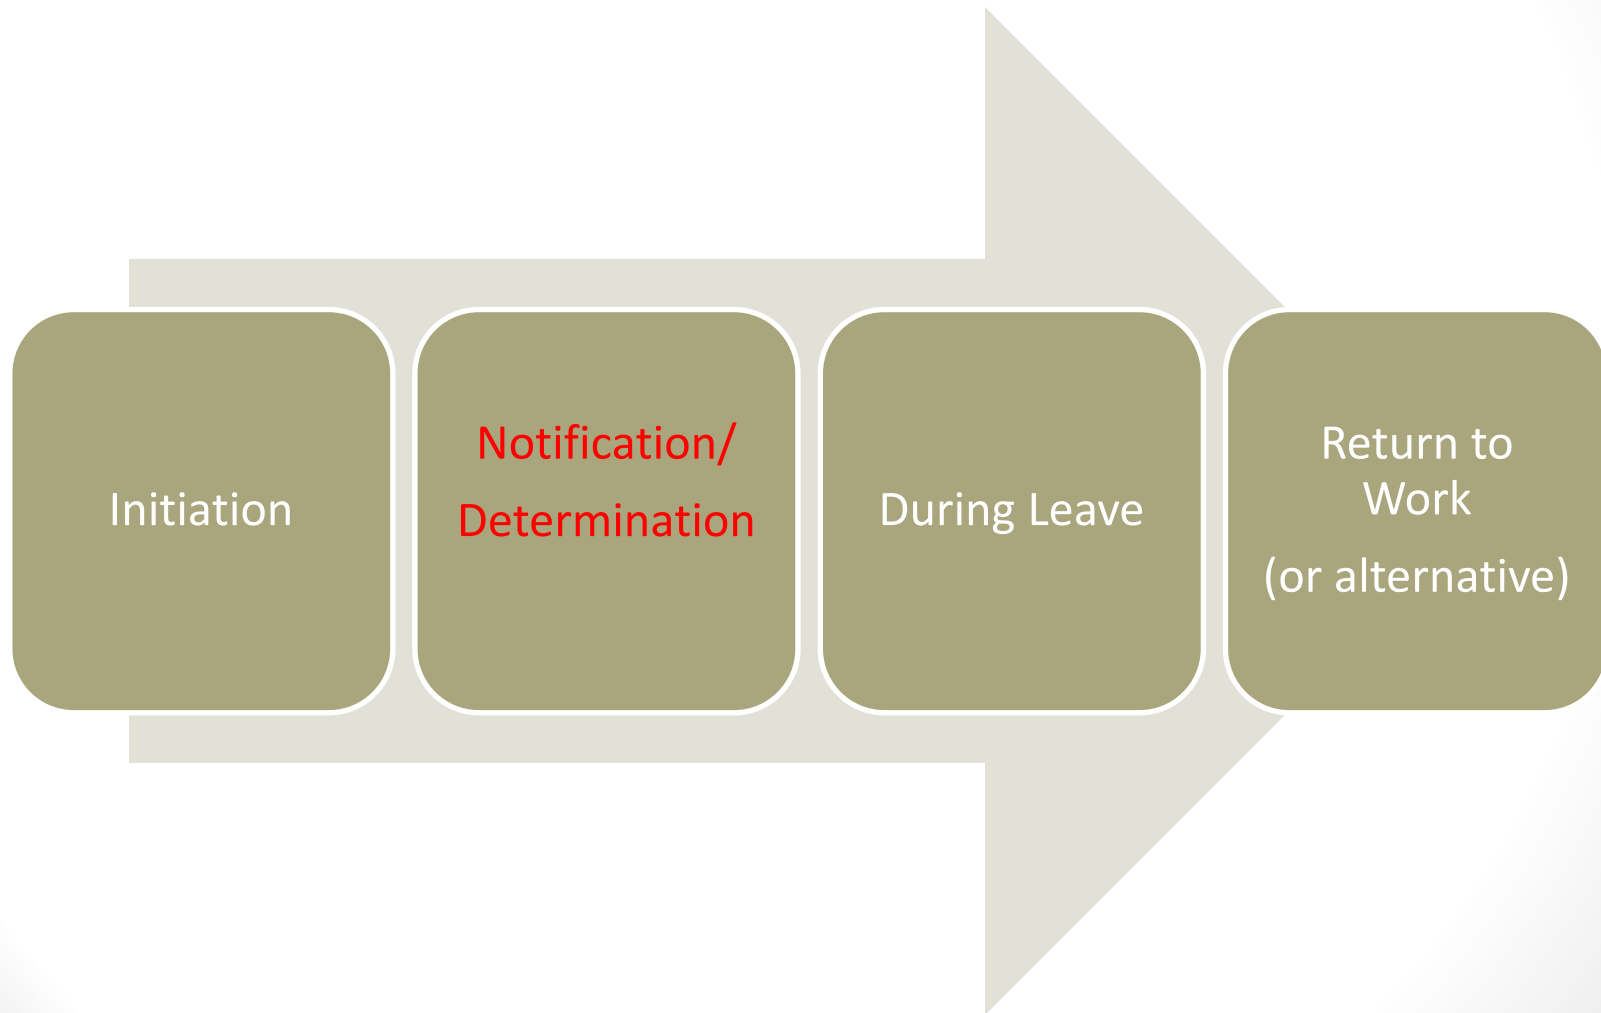 Initiation
Notification/
Determination
During Leave
Return to
Work
(or alternative)